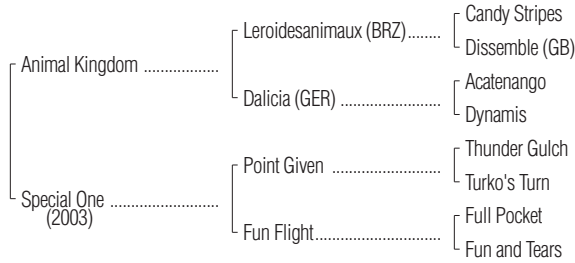 Candy Stripes
Leroidesanimaux (BRZ)........
Dissemble (GB)
Animal Kingdom ..................
Acatenango
Dalicia (GER) ........................
Dynamis
Thunder Gulch
Point Given ..........................
Turko's Turn
Special One ..........................
(2003)
Full Pocket
Fun Flight..............................
Fun and Tears